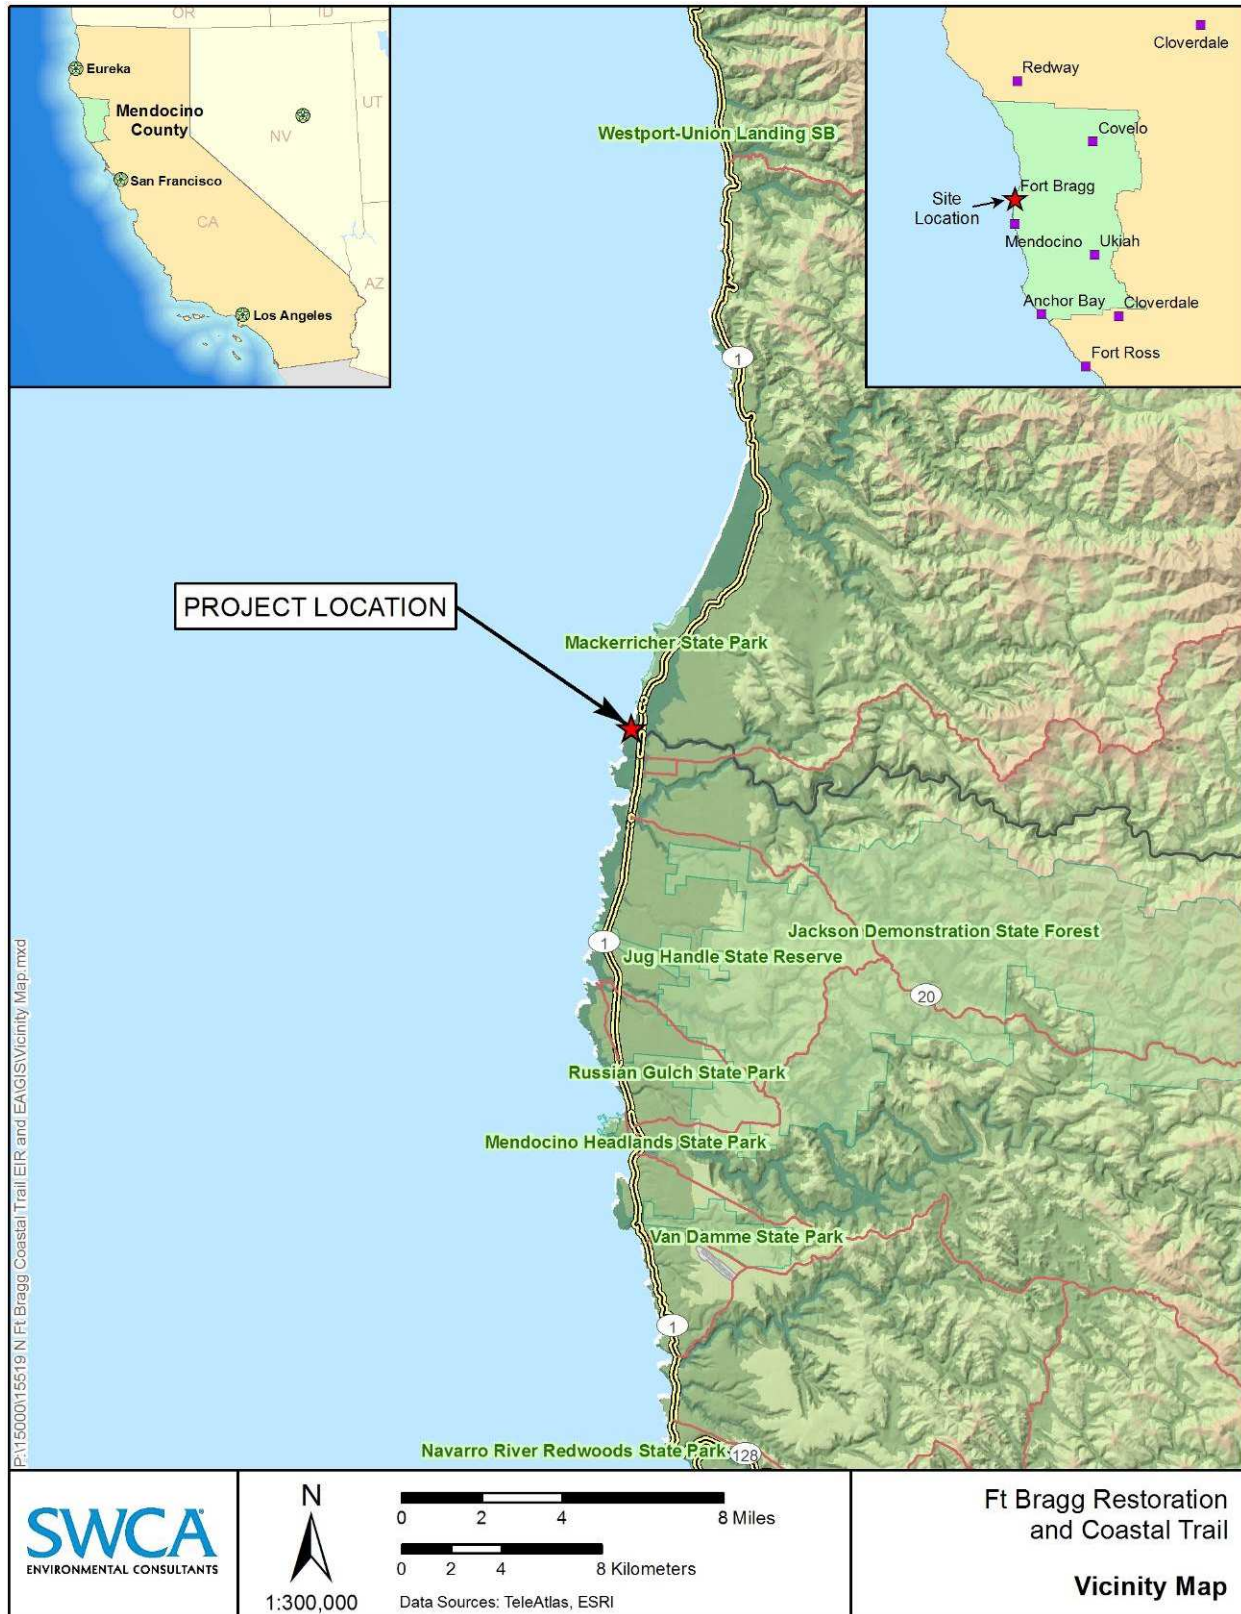 OR
ID
Eureka
Mendocino
County
NV
UT
San Francisco
CA
AZ
Los Angeles
Cloverdale
Redway
Covelo
Fort Bragg
Site
Location
Mendocino
Ukiah
Anchor Bay
Cloverdale
Fort Ross
Westport-Union Landing SB
1
PROJECT LOCATION
Mackerricher State Park
Jackson Demonstration State Forest
1
Jug Handle State Reserve
20
Russian Gulch State Park
Mendocino Headlands State Park
Van Damme State Park
1
Navarro River Redwoods State Park
128
P:\15000\15519 N Ft Bragg Coastal Trail EIR and EA\GIS\Vicinity Map.mxd
SWCA
ENVIRONMENTAL CONSULTANTS
N
1:300,000
0 2 4 8 Miles
0 2 4 8 Kilometers
Data Sources: TeleAtlas, ESRI
Ft Bragg Restoration
and Coastal Trail
Vicinity Map